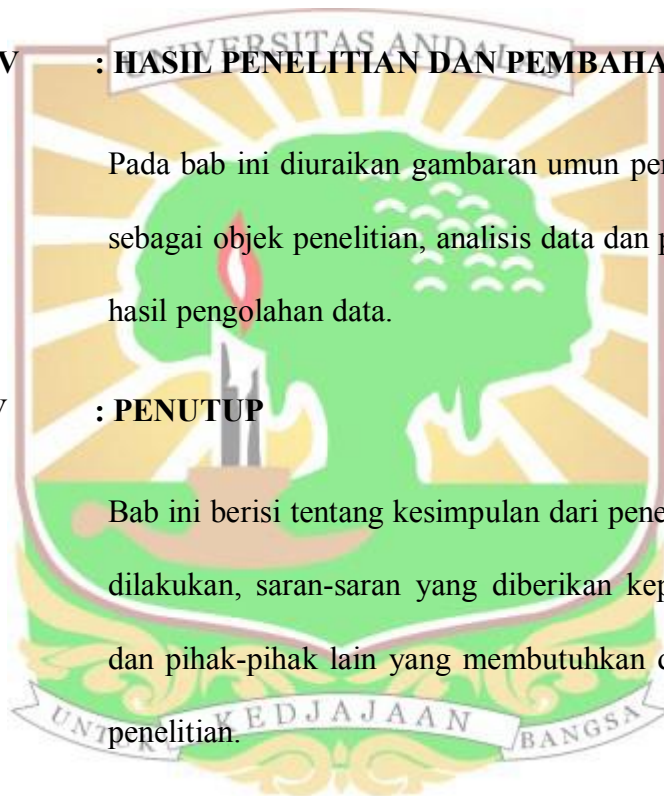 UNIVERSITAS ANDALAS
V : HASIL PENELITIAN DAN PEMBAHA
Pada bab ini diuraikan gambaran umun per
sebagai objek penelitian, analisis data dan p
hasil pengolahan data.
: PENUTUP
Bab ini berisi tentang kesimpulan dari pene
dilakukan, saran-saran yang diberikan kep
dan pihak-pihak lain yang membutuhkan
penelitian.
UNTUK KEDJAJAAN BANGSA